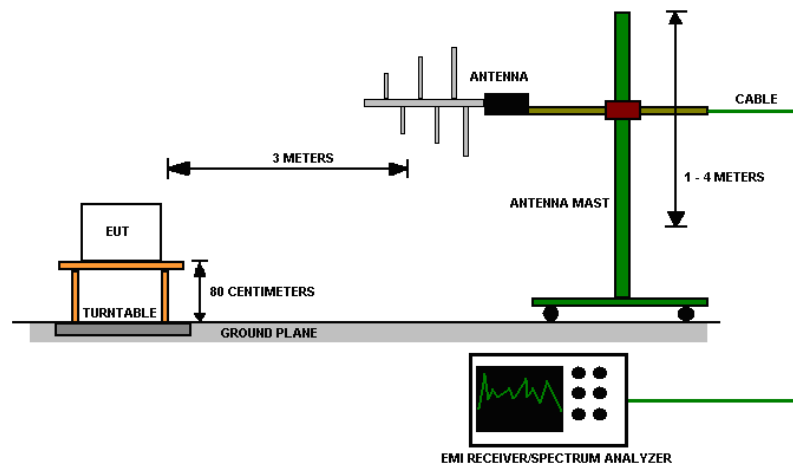 ANTENNA
CABLE
3 METERS
1 - 4 METERS
ANTENNA MAST
EUT
80 CENTIMETERS
TURNTABLE
GROUND PLANE
EMI RECEIVER/SPECTRUM ANALYZER